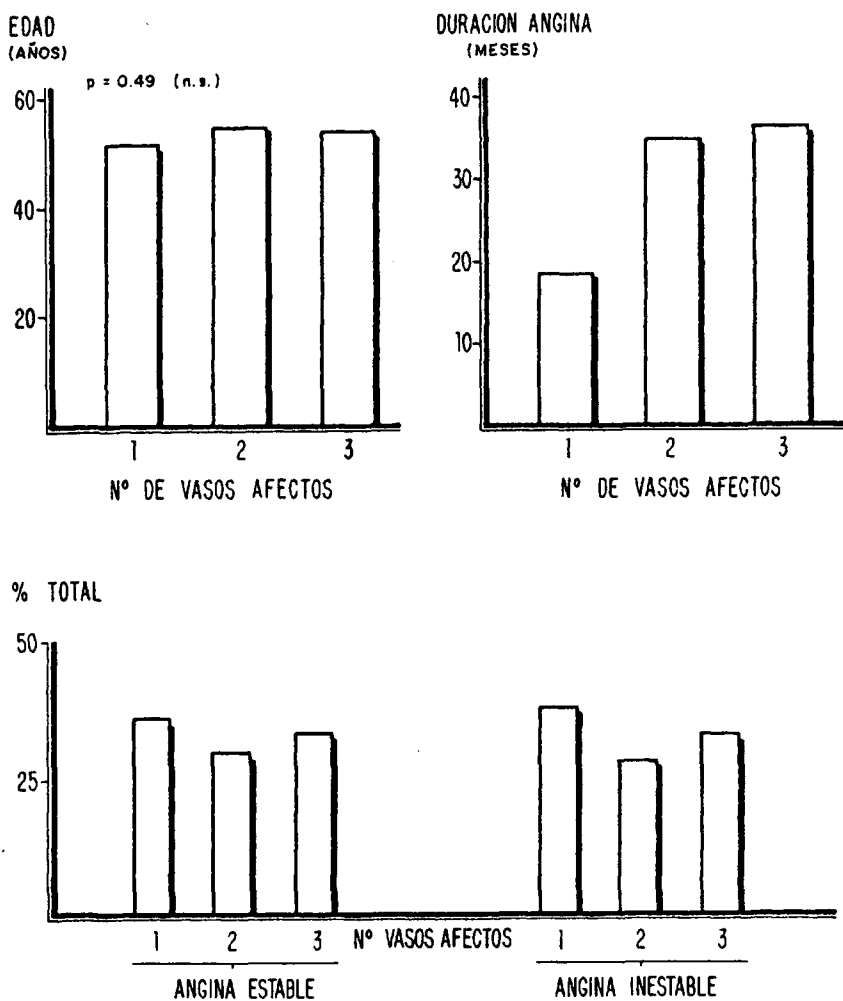 EDAD
(AÑOS)
p = 0.49 (n.s.)
60
40
20
1 2 3
Nº DE VASOS AFECTOS
DURACION ANGINA
(MESES)
40
30
20
10
1 2 3
Nº DE VASOS AFECTOS
% TOTAL
50
25
1 2 3 Nº VASOS AFECTOS 1 2 3
ANGINA ESTABLE ANGINA INESTABLE